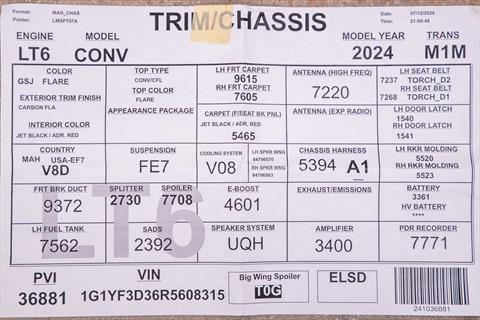 Format: MAN_CHAS
Printer: LMSPT07A
TRIM/CHASSIS
Date: 07/12/2024
Time: 21:04:48
ENGINE MODEL MODEL YEAR TRANS
LT6 CONV 2024 M1M
COLOR
GSJ FLARE
EXTERIOR TRIM FINISH
CARBON FLA
INTERIOR COLOR
JET BLACK / ADR. RED
TOP TYPE
CONV/CFL
TOP COLOR
FLARE
APPEARANCE PACKAGE
LH FRT CARPET
9615
RH FRT CARPET
7605
CARPET (F/SEAT BK PNL)
JET BLACK / ADR. RED
5465
ANTENNA (HIGH FREQ)
7220
ANTENNA (EXP RADIO)
LH SEAT BELT
7237 TORCH_D2
RH SEAT BELT
7268 TORCH_D1
LH DOOR LATCH
1540
RH DOOR LATCH
1541
COUNTRY
MAH USA-EF7
V8D
SUSPENSION
FE7
COOLING SYSTEM
V08
LH SPKR WNG
84706570
RH SPKR WNG
84706563
CHASSIS HARNESS
5394 A1
LH RKR MOLDING
5520
RH RKR MOLDING
5523
FRT BRK DUCT
9372
SPLITTER SPOILER
2730 7708
E-BOOST
4601
EXHAUST/EMISSIONS
BATTERY
3361
HV BATTERY
****
LH FUEL TANK
7562
SADS
2392
SPEAKER SYSTEM
UQH
AMPLIFIER
3400
PDR RECORDER
7771
LT6
PVI
36881
VIN
1G1YF3D36R5608315
Big Wing Spoiler
T0G
ELSD
241036881